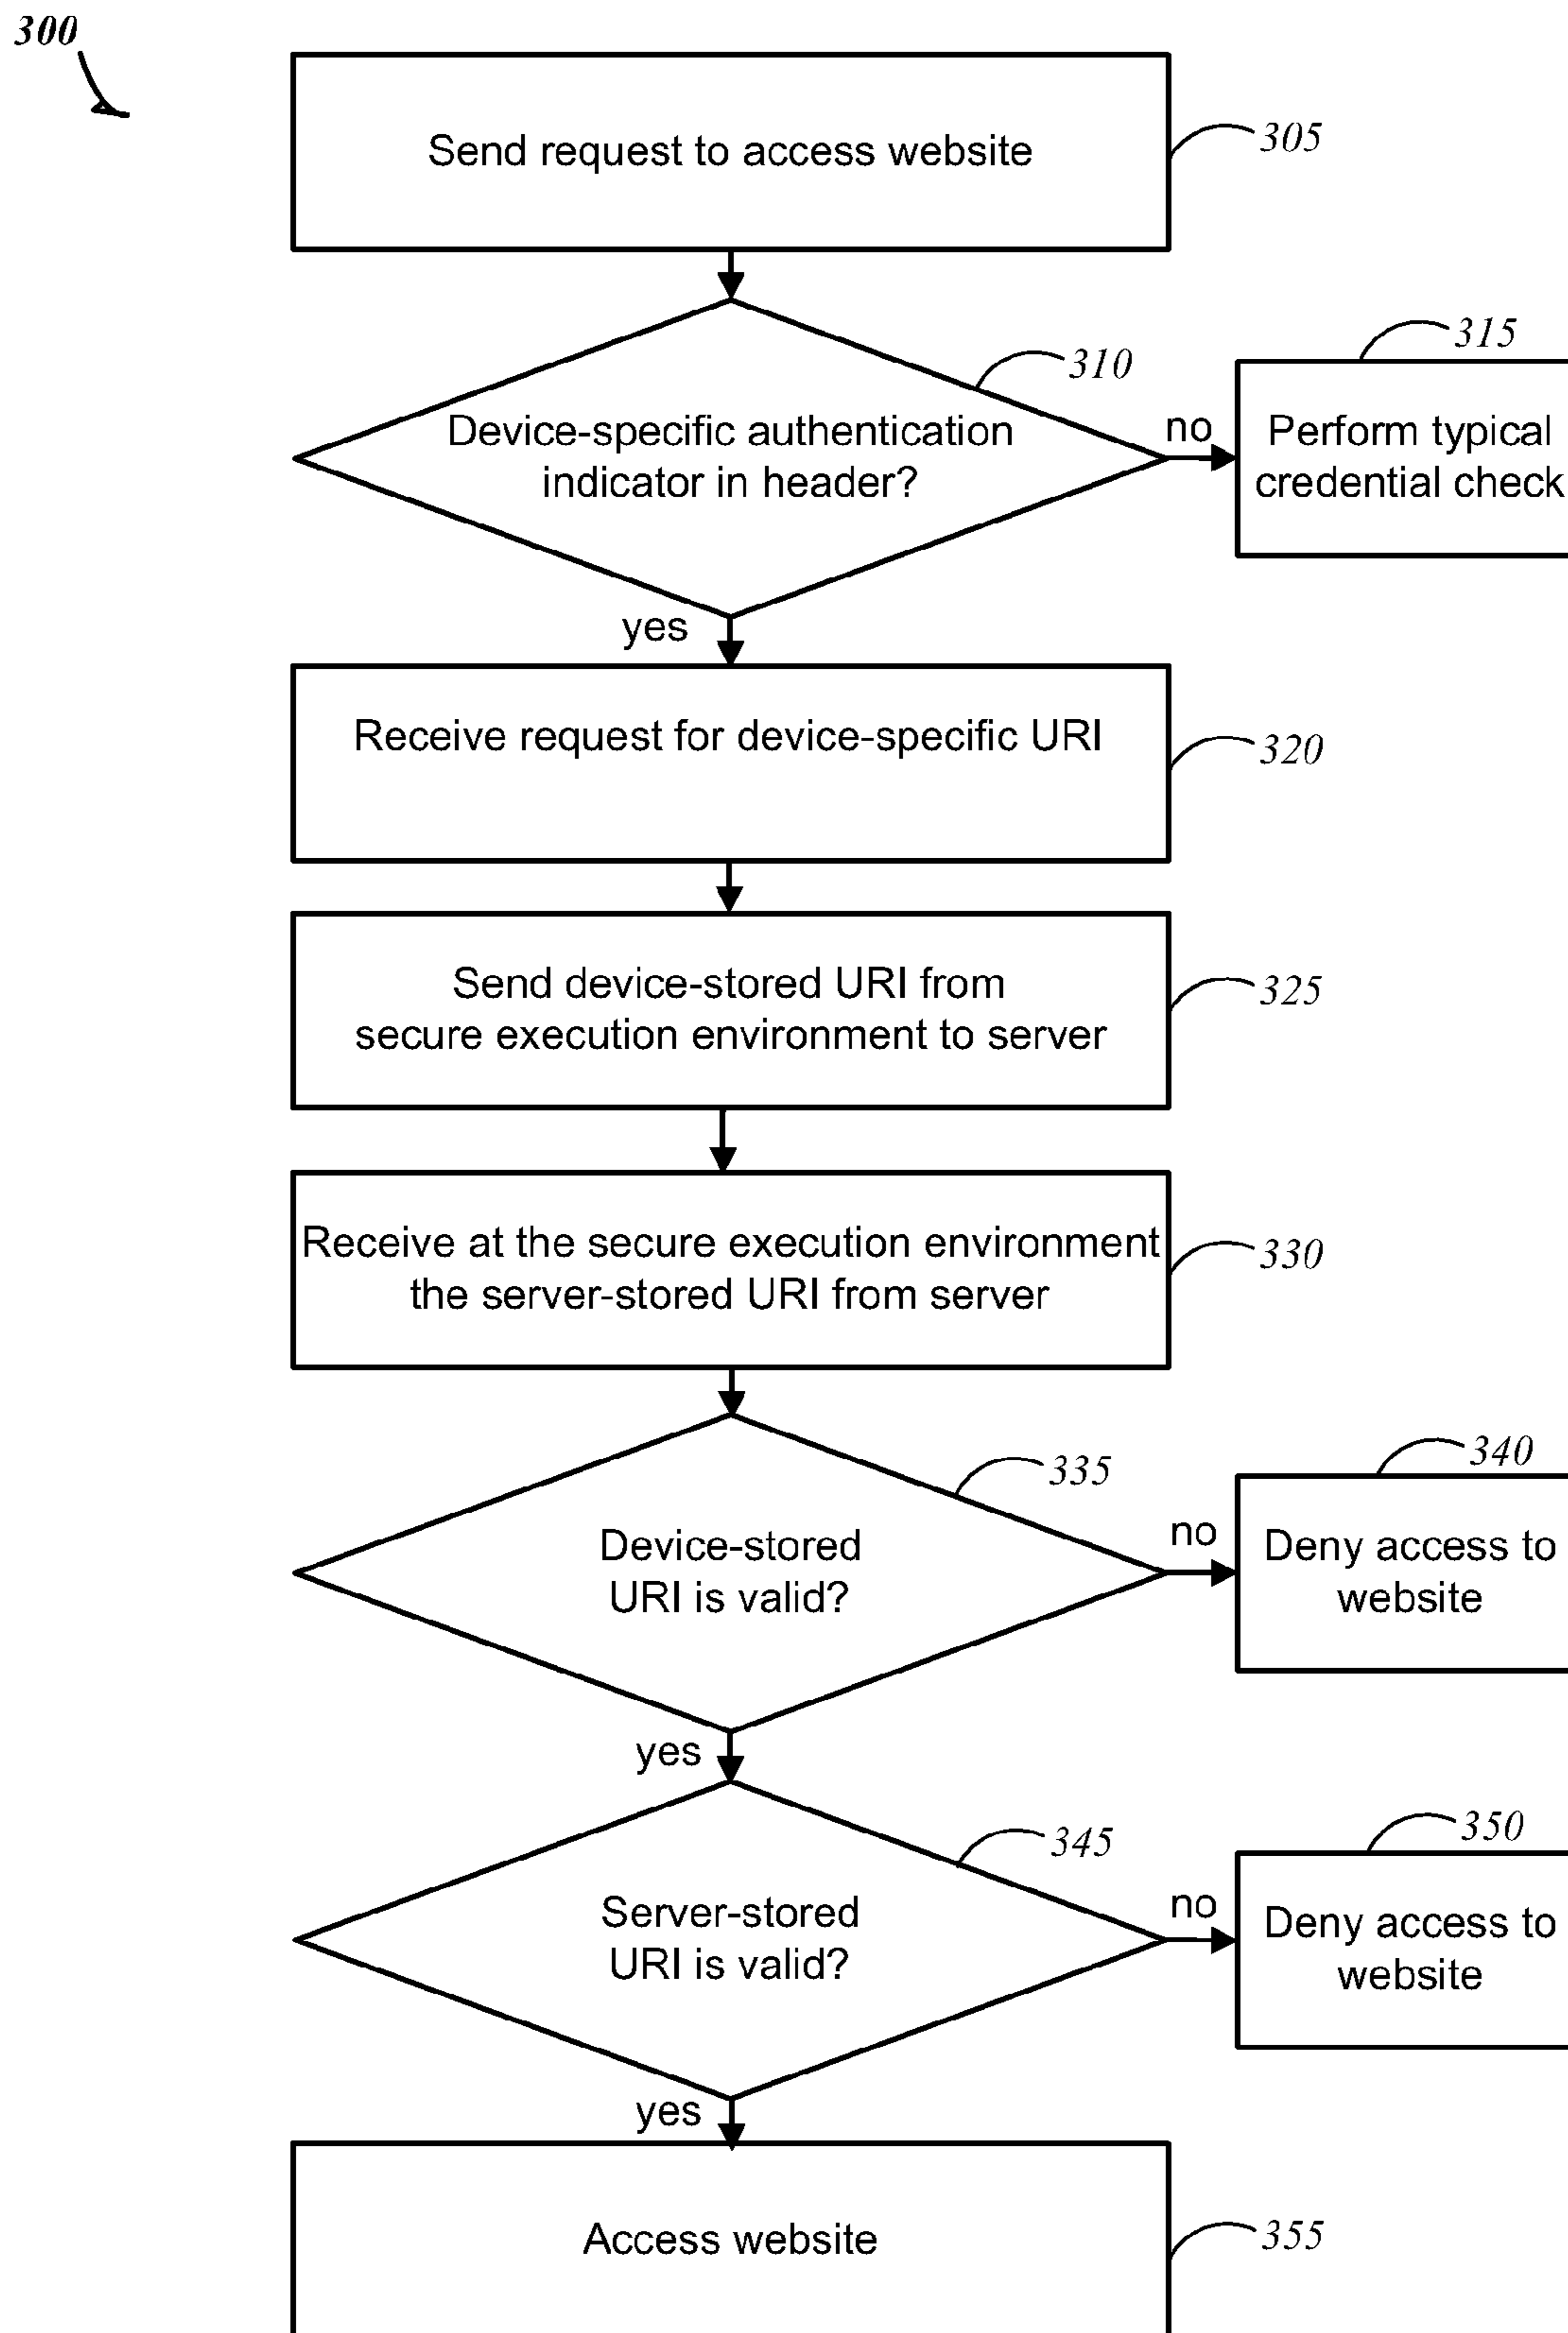 300
Send request to access website
305
Device-specific authentication
indicator in header?
310
no
315
Perform typical
credential check
yes
Receive request for device-specific URI
320
Send device-stored URI from
secure execution environment to server
325
Receive at the secure execution environment
the server-stored URI from server
330
Device-stored
URI is valid?
335
no
340
Deny access to
website
yes
Server-stored
URI is valid?
345
no
350
Deny access to
website
yes
Access website
355